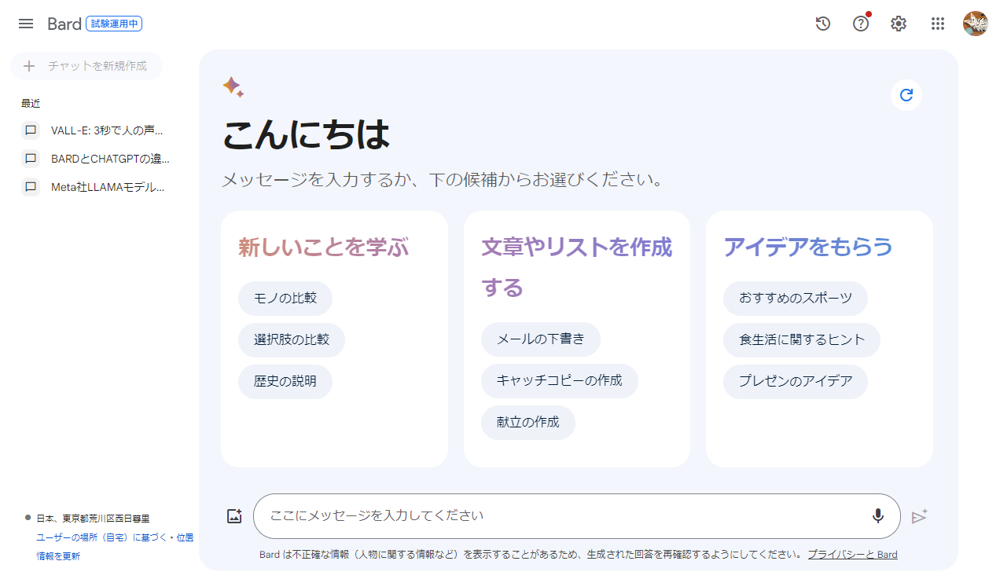 Bard 試験運用中
チャットを新規作成
最近
VALL-E: 3秒で人の声...
BARDとCHATGPTの違...
Meta社LLAMAモデル...
日本、東京都荒川区西日暮里
ユーザーの場所（自宅）に基づく・位置
情報を更新
こんにちは
メッセージを入力するか、下の候補からお選びください。
新しいことを学ぶ
モノの比較
選択肢の比較
歴史の説明
文章やリストを作成
する
メールの下書き
キャッチコピーの作成
献立の作成
アイデアをもらう
おすすめのスポーツ
食生活に関するヒント
プレゼンのアイデア
ここにメッセージを入力してください
Bard は不正確な情報（人物に関する情報など）を表示することがあるため、生成された回答を再確認するようにしてください。 プライバシーと Bard